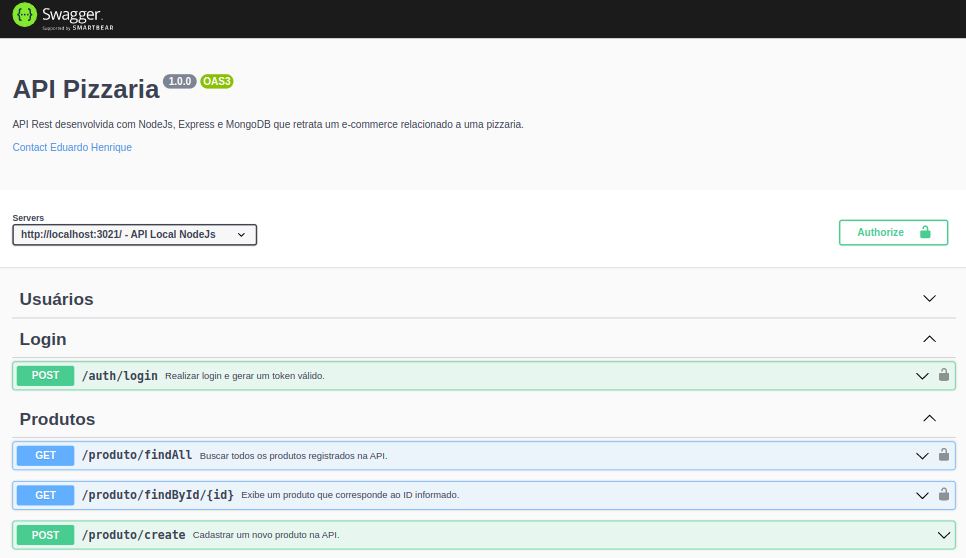 {···} Swagger.
Supported by SMARTBEAR
API Pizzaria 1.0.0 OAS3
API Rest desenvolvida com NodeJs, Express e MongoDB que retrata um e-commerce relacionado a uma pizzaria.
Contact Eduardo Henrique
Servers
http://localhost:3021/ - API Local NodeJs
Authorize
Usuários
Login
POST /auth/login Realizar login e gerar um token válido.
Produtos
GET /produto/findAll Buscar todos os produtos registrados na API.
GET /produto/findById/{id} Exibe um produto que corresponde ao ID informado.
POST /produto/create Cadastrar um novo produto na API.